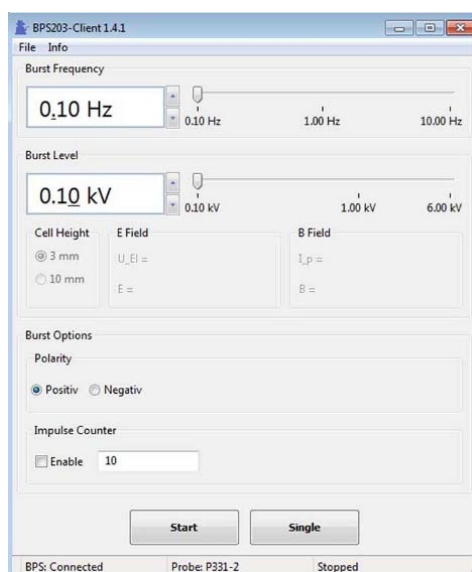 BPS203-Client 1.4.1
File Info
Burst Frequency
0.10 Hz
0.10 Hz 1.00 Hz 10.00 Hz
Burst Level
0.10 kV
0.10 kV 1.00 kV 6.00 kV
Cell Height E Field B Field
3 mm U_El = I_p =
10 mm E = B =
Burst Options
Polarity
Positiv Negativ
Impulse Counter
Enable 10
Start Single
BPS: Connected Probe: P331-2 Stopped